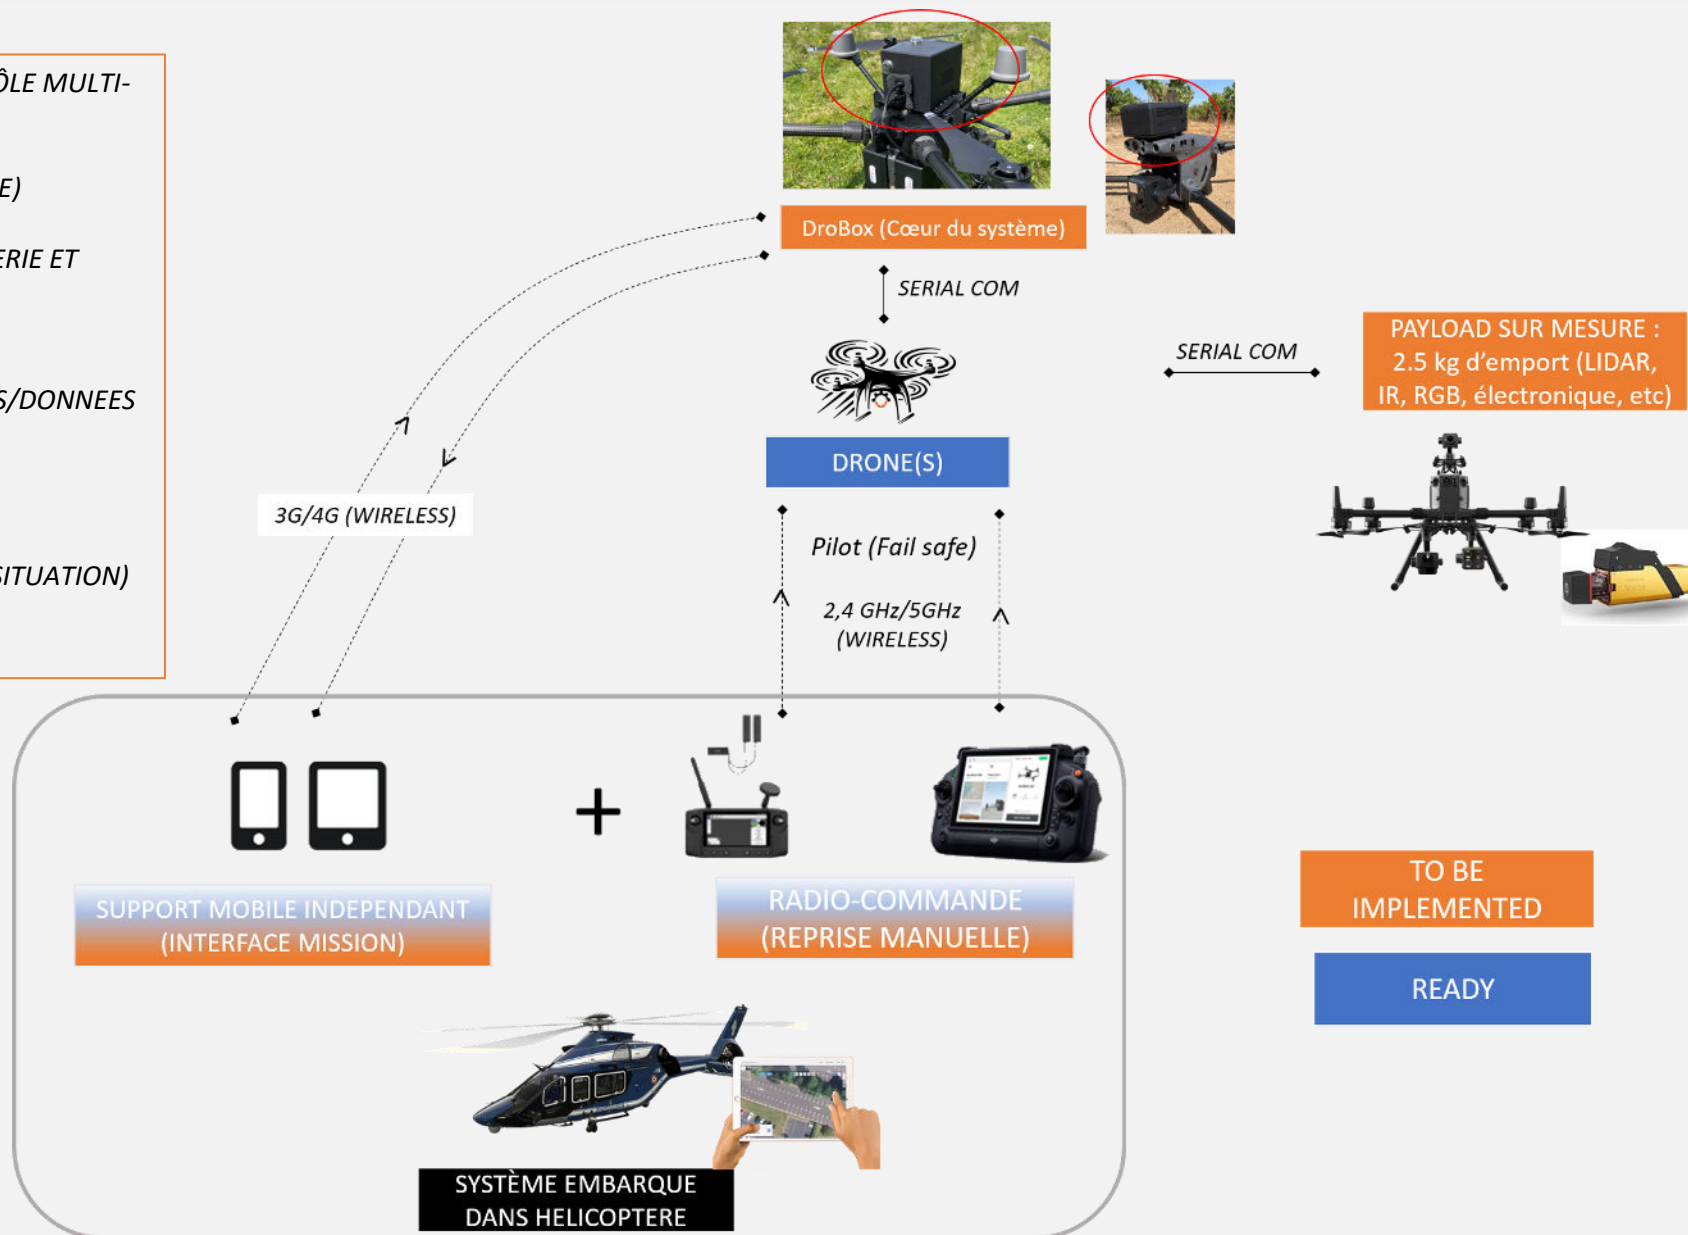 ÔLE MULTI-
E)
ERIE ET
S/DONNEES
SITUATION)
DroBox (Cœur du système)
SERIAL COM
SERIAL COM
PAYLOAD SUR MESURE :
2.5 kg d’emport (LIDAR,
IR, RGB, électronique, etc)
DRONE(S)
3G/4G (WIRELESS)
Pilot (Fail safe)
2,4 GHz/5GHz
(WIRELESS)
SUPPORT MOBILE INDEPENDANT
(INTERFACE MISSION)
+
RADIO-COMMANDE
(REPRISE MANUELLE)
TO BE
IMPLEMENTED
READY
SYSTÈME EMBARQUE
DANS HELICOPTERE